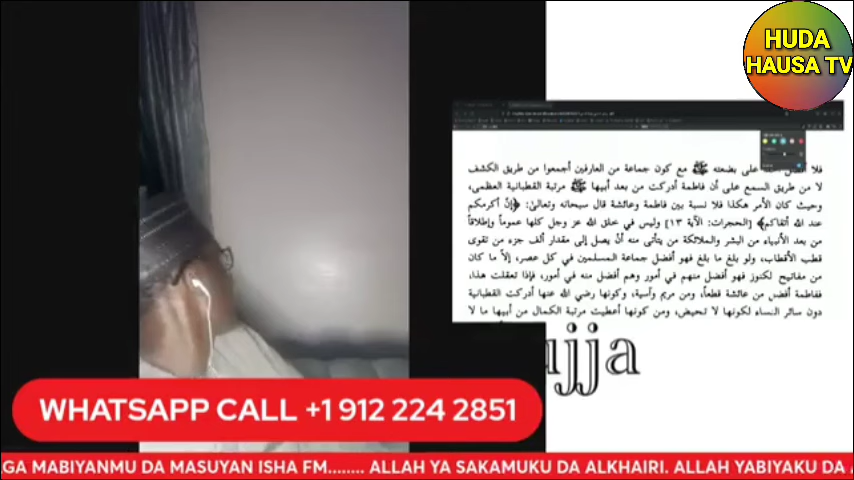 HUDA
HAUSA TV
على بضعته ﷺ مع كون جماعة من العارفين أجمعوا من طريق الكشف
لا من طريق السمع على أن فاطمة أدركت من بعد أبيها ﷺ مرتبة القطبانية العظمى،
وحيث كان الأمر هكذا فلا نسبة بين فاطمة وعائشة قال سبحانه وتعالى: ﴿إن أكرمكم
عند الله أتقاكم﴾ [الحجرات: الآية ١٣] وليس في خلق الله عز وجل كلها عموماً وإطلاقاً
من بعد الأنبياء من البشر والملائكة من يتأتى منه أن يصل إلى مقدار ألف جزء من تقوى
قطب الأقطاب، ولو بلغ ما بلغ فهو أفضل جماعة المسلمين في كل عصر، إلا ما كان
من مفاتيح لكنوز فهو أفضل منهم في أمور وهم أفضل منه في أمور، فإذا تعقلت هذا،
ففاطمة أفضس من عائشة قطعاً، ومن مريم وآسية، وكونها رضي الله عنها أدركت القطبانية
دون سائر النساء لكونها لا تحيض، ومن كونها أعطيت مرتبة الكمال من أبيها ما لا
ujja
WHATSAPP CALL +1 912 224 2851
GA MABIYANMU DA MASUYAN ISHA FM........ ALLAH YA SAKAMUKU DA ALKHAIRI. ALLAH YABIYAKU DA